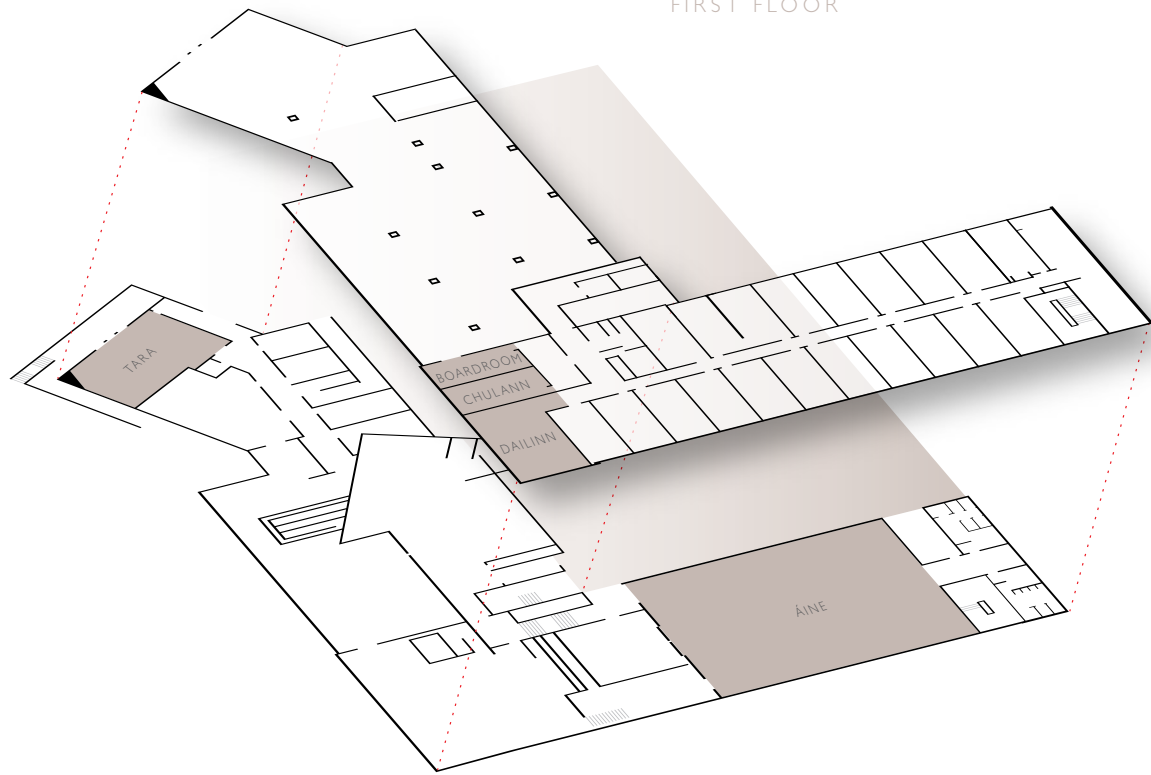 FIRST FLOOR
TARA
BOARDROOM
CHULANN
DAILINN
ÁINE